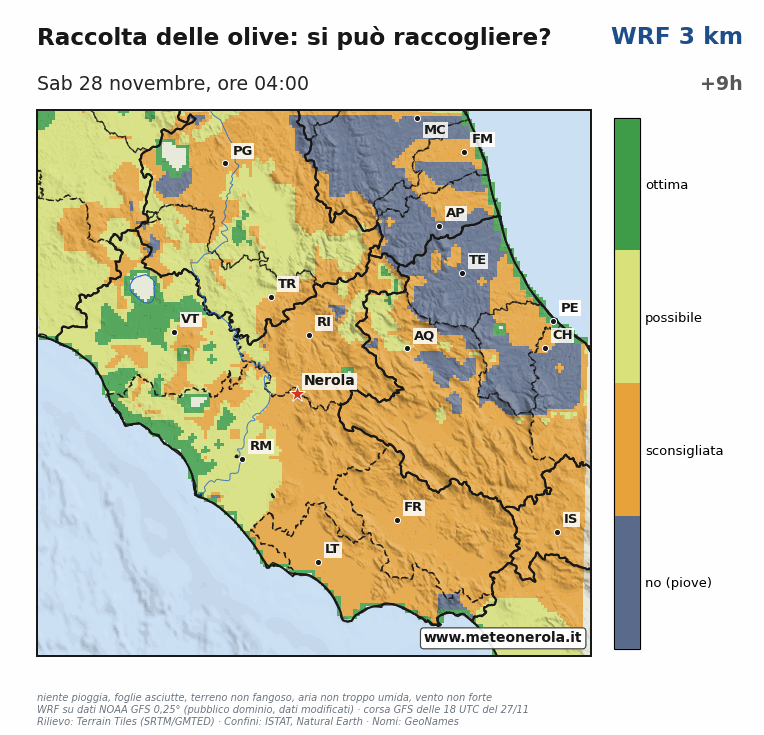 Raccolta delle olive: si può raccogliere?
WRF 3 km
Sab 28 novembre, ore 04:00
+9h
MC
FM
PG
AP
TE
TR
PE
VT
RI
AQ
CH
Nerola
RM
FR
IS
LT
www.meteonerola.it
ottima
possibile
sconsigliata
no (piove)
niente pioggia, foglie asciutte, terreno non fangoso, aria non troppo umida, vento non forte
WRF su dati NOAA GFS 0,25° (pubblico dominio, dati modificati) · corsa GFS delle 18 UTC del 27/11
Rilievo: Terrain Tiles (SRTM/GMTED) · Confini: ISTAT, Natural Earth · Nomi: GeoNames